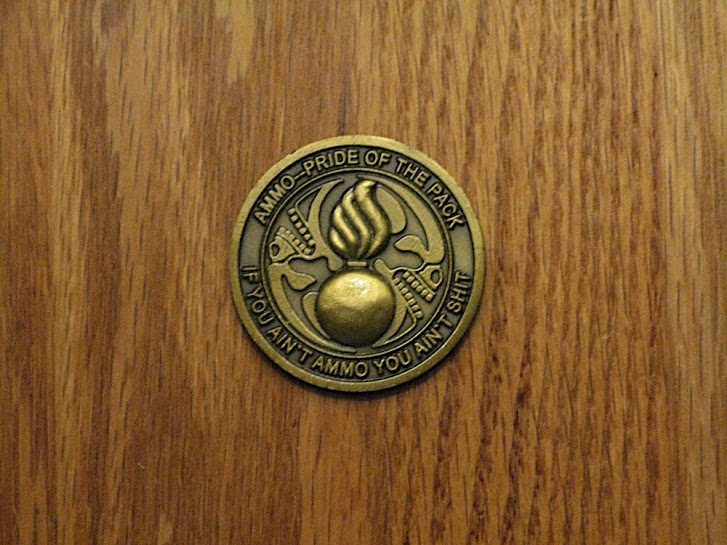 AMMO–PRIDE OF THE PACK
IF YOU AIN'T AMMO YOU AIN'T SHIT